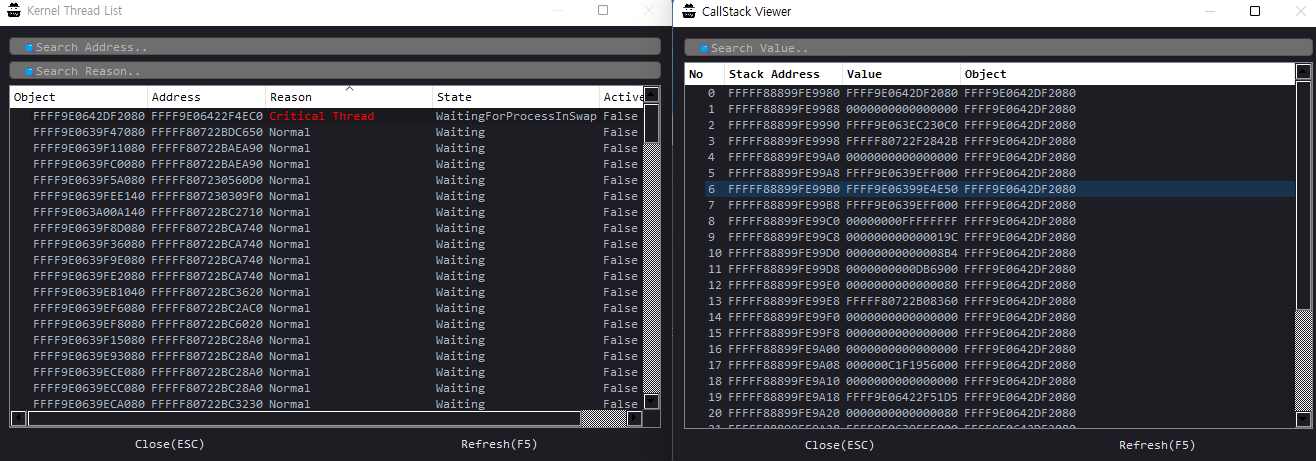 Kernel Thread List
Search Address..
Search Reason..
Object Address Reason State Active
FFFF9E0642DF2080 FFFF9E06422F4EC0 Critical Thread WaitingForProcessInSwap False
FFFF9E0639F47080 FFFFF80722BDC650 Normal Waiting False
FFFF9E0639F11080 FFFFF80722BAEA90 Normal Waiting False
FFFF9E0639FC0080 FFFFF80722BAEA90 Normal Waiting False
FFFF9E0639F5A080 FFFFF807230560D0 Normal Waiting False
FFFF9E0639FEE140 FFFFF807230309F0 Normal Waiting False
FFFF9E063A00A140 FFFFF80722BC2710 Normal Waiting False
FFFF9E0639F8D080 FFFFF80722BCA740 Normal Waiting False
FFFF9E0639F36080 FFFFF80722BCA740 Normal Waiting False
FFFF9E0639F9E080 FFFFF80722BCA740 Normal Waiting False
FFFF9E0639FE2080 FFFFF80722BCA740 Normal Waiting False
FFFF9E0639EB1040 FFFFF80722BC3620 Normal Waiting False
FFFF9E0639EF6080 FFFFF80722BC2AC0 Normal Waiting False
FFFF9E0639EF8080 FFFFF80722BC6020 Normal Waiting False
FFFF9E0639F15080 FFFFF80722BC28A0 Normal Waiting False
FFFF9E0639E93080 FFFFF80722BC28A0 Normal Waiting False
FFFF9E0639ECE080 FFFFF80722BC28A0 Normal Waiting False
FFFF9E0639ECC080 FFFFF80722BC28A0 Normal Waiting False
FFFF9E0639ECA080 FFFFF80722BC3230 Normal Waiting False
Close(ESC) Refresh(F5)
CallStack Viewer
Search Value..
No Stack Address Value Object
0 FFFFF88899FE9980 FFFF9E0642DF2080 FFFF9E0642DF2080
1 FFFFF88899FE9988 0000000000000000 FFFF9E0642DF2080
2 FFFFF88899FE9990 FFFF9E063EC230C0 FFFF9E0642DF2080
3 FFFFF88899FE9998 FFFFF80722F2842B FFFF9E0642DF2080
4 FFFFF88899FE99A0 0000000000000000 FFFF9E0642DF2080
5 FFFFF88899FE99A8 FFFF9E0639EFF000 FFFF9E0642DF2080
6 FFFFF88899FE99B0 FFFF9E06399E4E50 FFFF9E0642DF2080
7 FFFFF88899FE99B8 FFFF9E0639EFF000 FFFF9E0642DF2080
8 FFFFF88899FE99C0 00000000FFFFFFFF FFFF9E0642DF2080
9 FFFFF88899FE99C8 000000000000019C FFFF9E0642DF2080
10 FFFFF88899FE99D0 00000000000008B4 FFFF9E0642DF2080
11 FFFFF88899FE99D8 0000000000DB6900 FFFF9E0642DF2080
12 FFFFF88899FE99E0 0000000000000080 FFFF9E0642DF2080
13 FFFFF88899FE99E8 FFFFF80722B08360 FFFF9E0642DF2080
14 FFFFF88899FE99F0 0000000000000000 FFFF9E0642DF2080
15 FFFFF88899FE99F8 0000000000000000 FFFF9E0642DF2080
16 FFFFF88899FE9A00 0000000000000000 FFFF9E0642DF2080
17 FFFFF88899FE9A08 000000C1F1956000 FFFF9E0642DF2080
18 FFFFF88899FE9A10 0000000000000000 FFFF9E0642DF2080
19 FFFFF88899FE9A18 FFFF9E06422F51D5 FFFF9E0642DF2080
20 FFFFF88899FE9A20 0000000000000080 FFFF9E0642DF2080
Close(ESC) Refresh(F5)